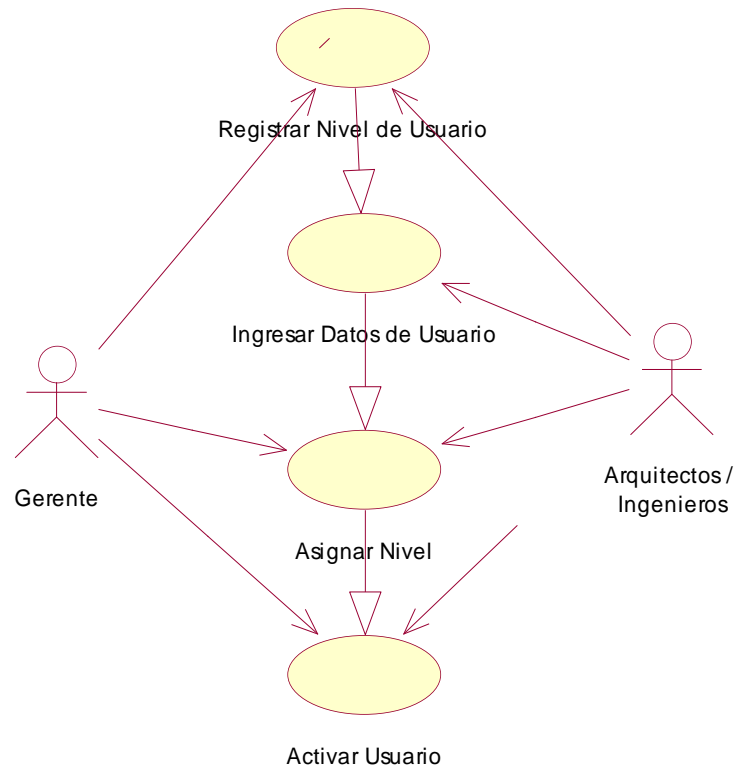 Registrar Nivel de Usuario
Ingresar Datos de Usuario
Gerente
Arquitectos /
Ingenieros
Asignar Nivel
Activar Usuario